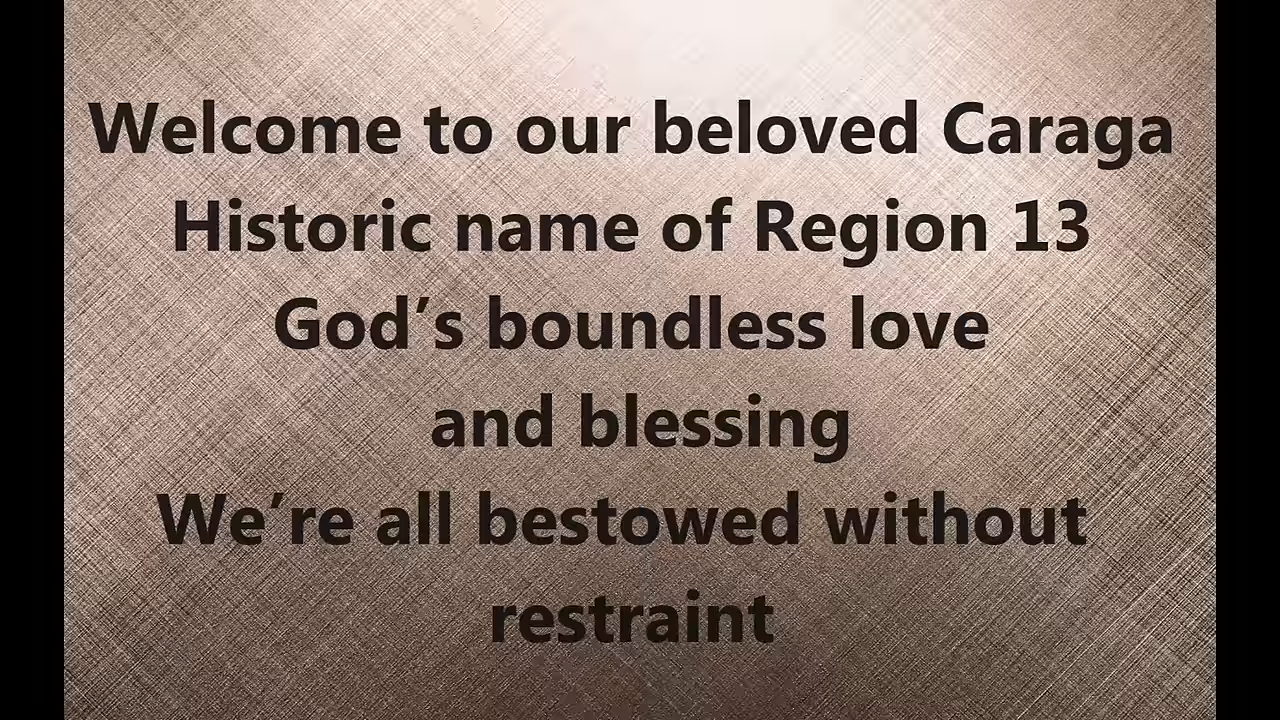 Welcome to our beloved Caraga
Historic name of Region 13
God’s boundless love
and blessing
We’re all bestowed without
restraint